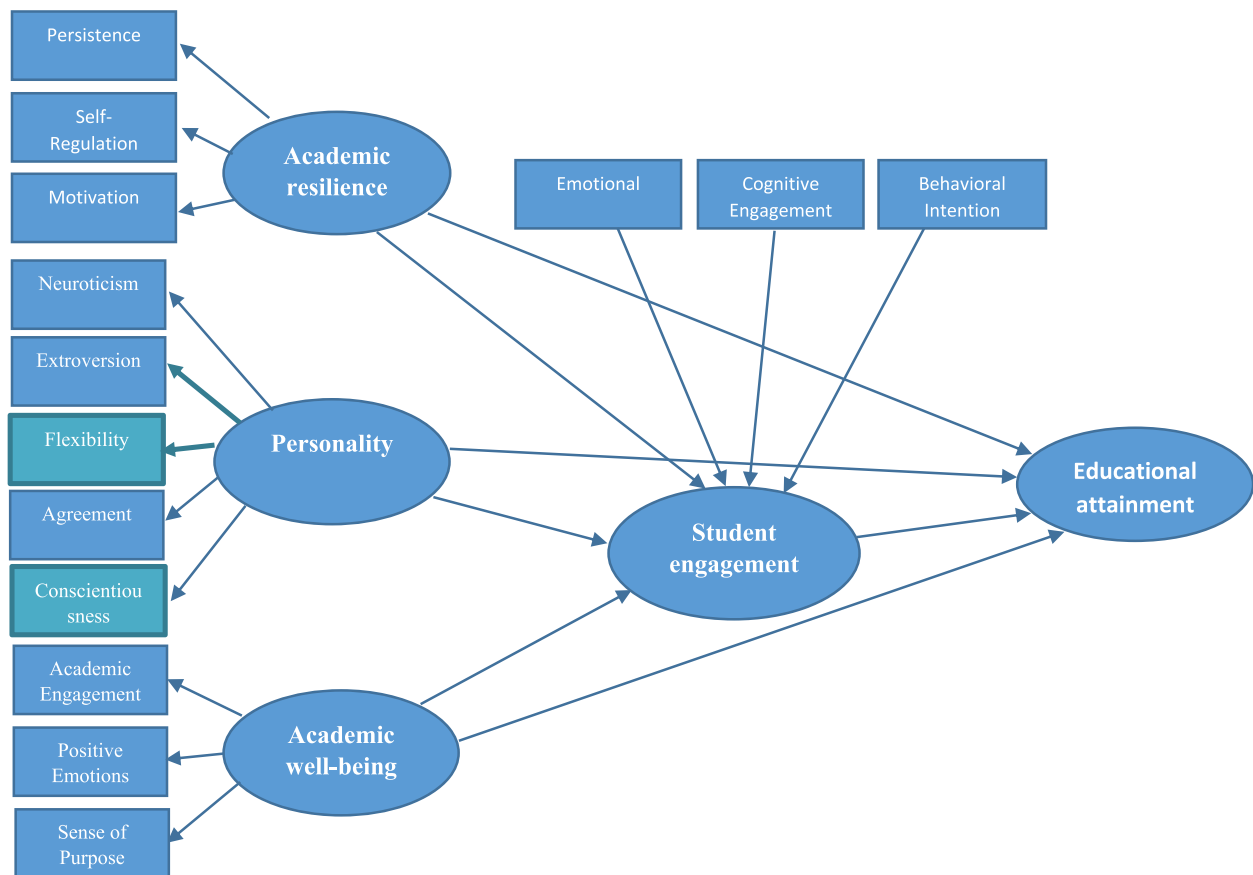 Persistence
Self-
Regulation
Motivation
Academic
resilience
Emotional
Cognitive
Engagement
Behavioral
Intention
Neuroticism
Extroversion
Flexibility
Agreement
Conscientiou
sness
Personality
Student
engagement
Educational
attainment
Academic
Engagement
Positive
Emotions
Sense of
Purpose
Academic
well-being